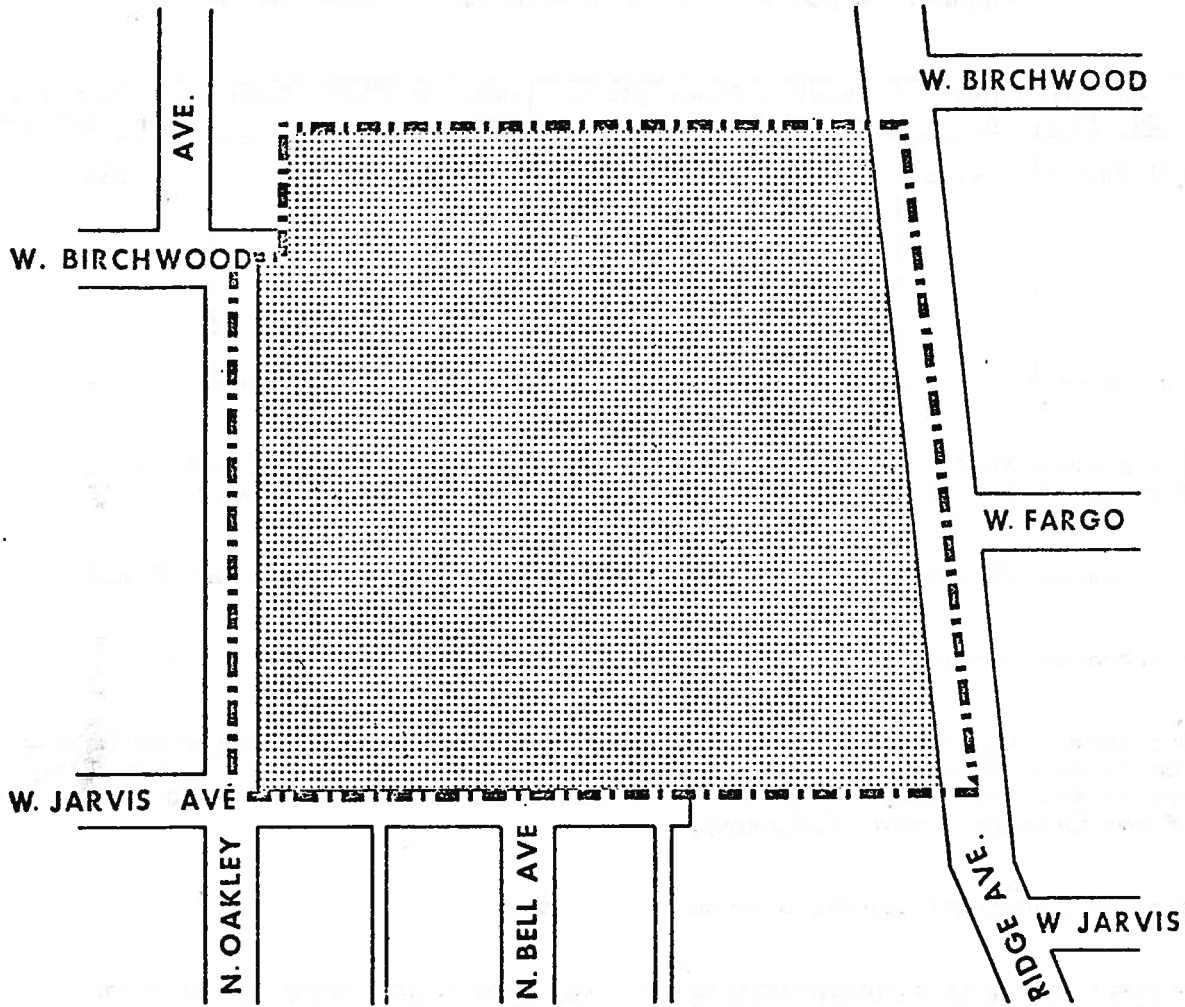 W. BIRCHWOOD
AVE.
W. BIRCHWOOD
W. FARGO
W. JARVIS AVE
N. OAKLEY
N. BELL AVE
RIDGE AVE.
W JARVIS